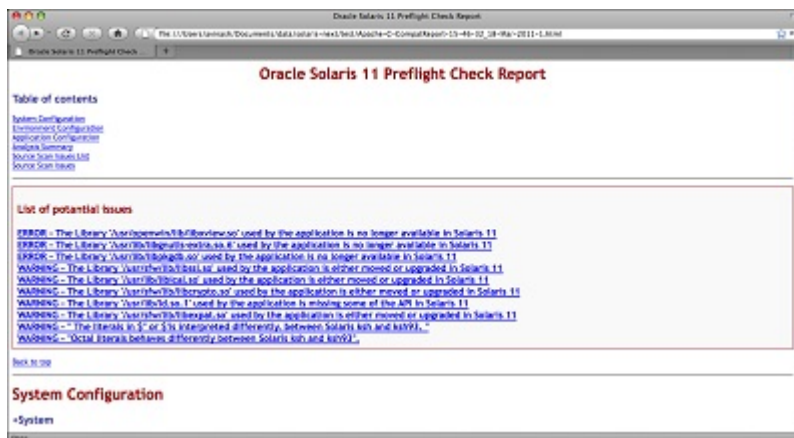 Oracle Solaris 11 Preflight Check Report
Oracle Solaris 11 Preflight Check ...
Oracle Solaris 11 Preflight Check Report
Table of contents
System Configuration
Environment Configuration
Application Configuration
Analysis Summary
Source Scan Issues List
Source Scan Issues
List of potential issues
ERROR - The Library '/usr/openwin/lib/libxview.so' used by the application is no longer available in Solaris 11
ERROR - The Library '/usr/lib/libgnutls-extra.so.6' used by the application is no longer available in Solaris 11
ERROR - The Library '/usr/lib/libpkgdb.so' used by the application is no longer available in Solaris 11
WARNING - The Library '/usr/sfw/lib/libssl.so' used by the application is either moved or upgraded in Solaris 11
WARNING - The Library '/usr/lib/libical.so' used by the application is either moved or upgraded in Solaris 11
WARNING - The Library '/usr/sfw/lib/libcrypto.so' used by the application is either moved or upgraded in Solaris 11
WARNING - The Library '/usr/lib/ld.so.1' used by the application is missing some of the API in Solaris 11
WARNING - The Library '/usr/sfw/lib/libexpat.so' used by the application is either moved or upgraded in Solaris 11
WARNING - " The literals in $" or $'is interpreted differently, between Solaris ksh and ksh93. "
WARNING - "Octal literals behaves differently between Solaris ksh and ksh93".
Back to top
System Configuration
+System